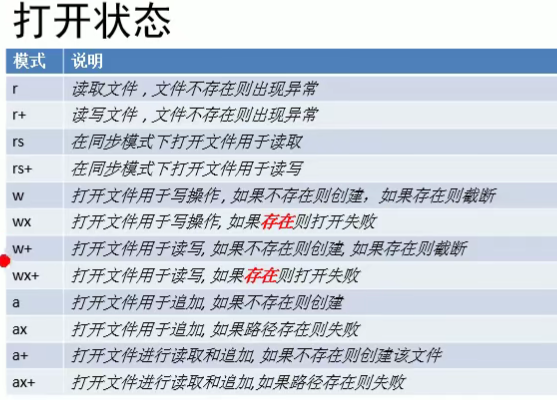 打开状态
模式 说明
r 读取文件，文件不存在则出现异常
r+ 读写文件，文件不存在则出现异常
rs 在同步模式下打开文件用于读取
rs+ 在同步模式下打开文件用于读写
w 打开文件用于写操作，如果不存在则创建，如果存在则截断
wx 打开文件用于写操作, 如果存在则打开失败
w+ 打开文件用于读写, 如果不存在则创建, 如果存在则截断
wx+ 打开文件用于读写, 如果存在则打开失败
a 打开文件用于追加, 如果不存在则创建
ax 打开文件用于追加, 如果路径存在则失败
a+ 打开文件进行读取和追加, 如果不存在则创建该文件
ax+ 打开文件进行读取和追加,如果路径存在则失败